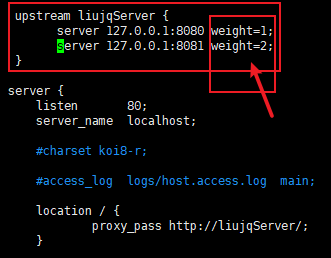 upstream liujqServer {
server 127.0.0.1:8080 weight=1;
server 127.0.0.1:8081 weight=2;
}
server {
listen 80;
server_name localhost;
#charset koi8-r;
#access_log logs/host.access.log main;
location / {
proxy_pass http://liujqServer/;
}